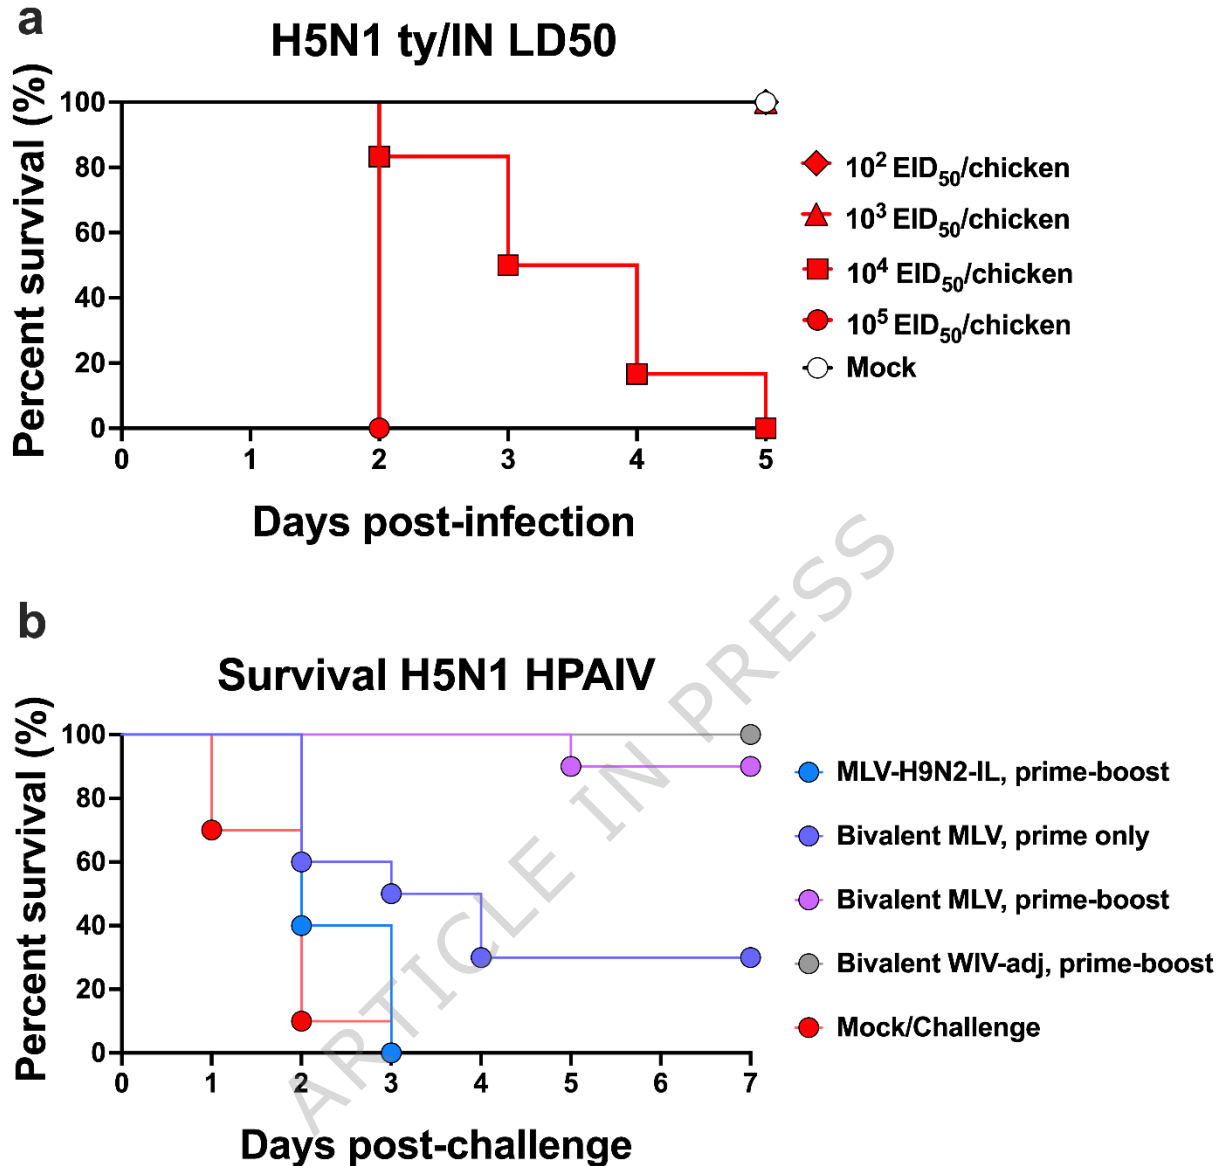 a
H5N1 ty/IN LD50
Percent survival (%)
100
80
60
40
20
0
0 1 2 3 4 5
Days post-infection
10² EID₅₀/chicken
10³ EID₅₀/chicken
10⁴ EID₅₀/chicken
10⁵ EID₅₀/chicken
Mock
b
Survival H5N1 HPAIV
Percent survival (%)
100
80
60
40
20
0
0 1 2 3 4 5 6 7
Days post-challenge
MLV-H9N2-IL, prime-boost
Bivalent MLV, prime only
Bivalent MLV, prime-boost
Bivalent WIV-adj, prime-boost
Mock/Challenge
ARTICLE IN PRESS